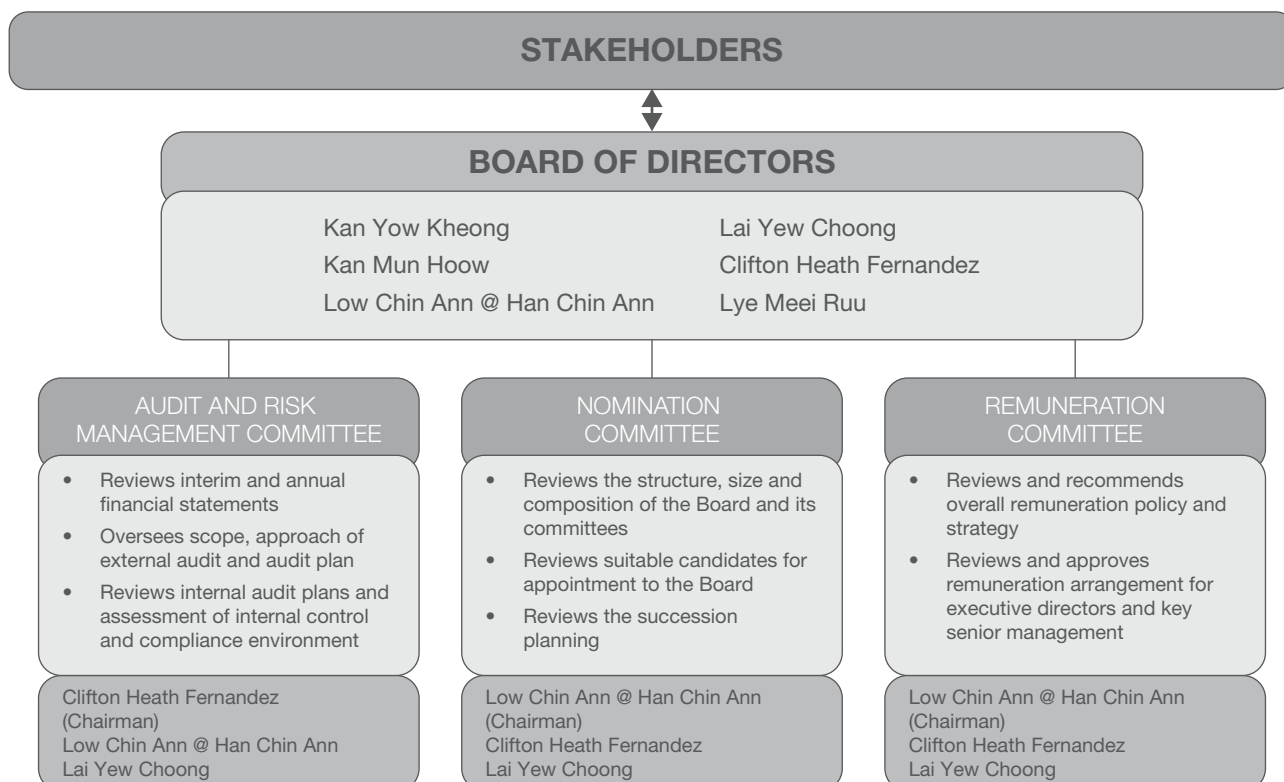 STAKEHOLDERS
BOARD OF DIRECTORS
Kan Yow Kheong
Kan Mun Hoow
Low Chin Ann @ Han Chin Ann
Lai Yew Choong
Clifton Heath Fernandez
Lye Meei Ruu
AUDIT AND RISK
MANAGEMENT COMMITTEE
• Reviews interim and annual
financial statements
• Oversees scope, approach of
external audit and audit plan
• Reviews internal audit plans and
assessment of internal control
and compliance environment
Clifton Heath Fernandez
(Chairman)
Low Chin Ann @ Han Chin Ann
Lai Yew Choong
NOMINATION
COMMITTEE
• Reviews the structure, size and
composition of the Board and its
committees
• Reviews suitable candidates for
appointment to the Board
• Reviews the succession
planning
Low Chin Ann @ Han Chin Ann
(Chairman)
Clifton Heath Fernandez
Lai Yew Choong
REMUNERATION
COMMITTEE
• Reviews and recommends
overall remuneration policy and
strategy
• Reviews and approves
remuneration arrangement for
executive directors and key
senior management
Low Chin Ann @ Han Chin Ann
(Chairman)
Clifton Heath Fernandez
Lai Yew Choong